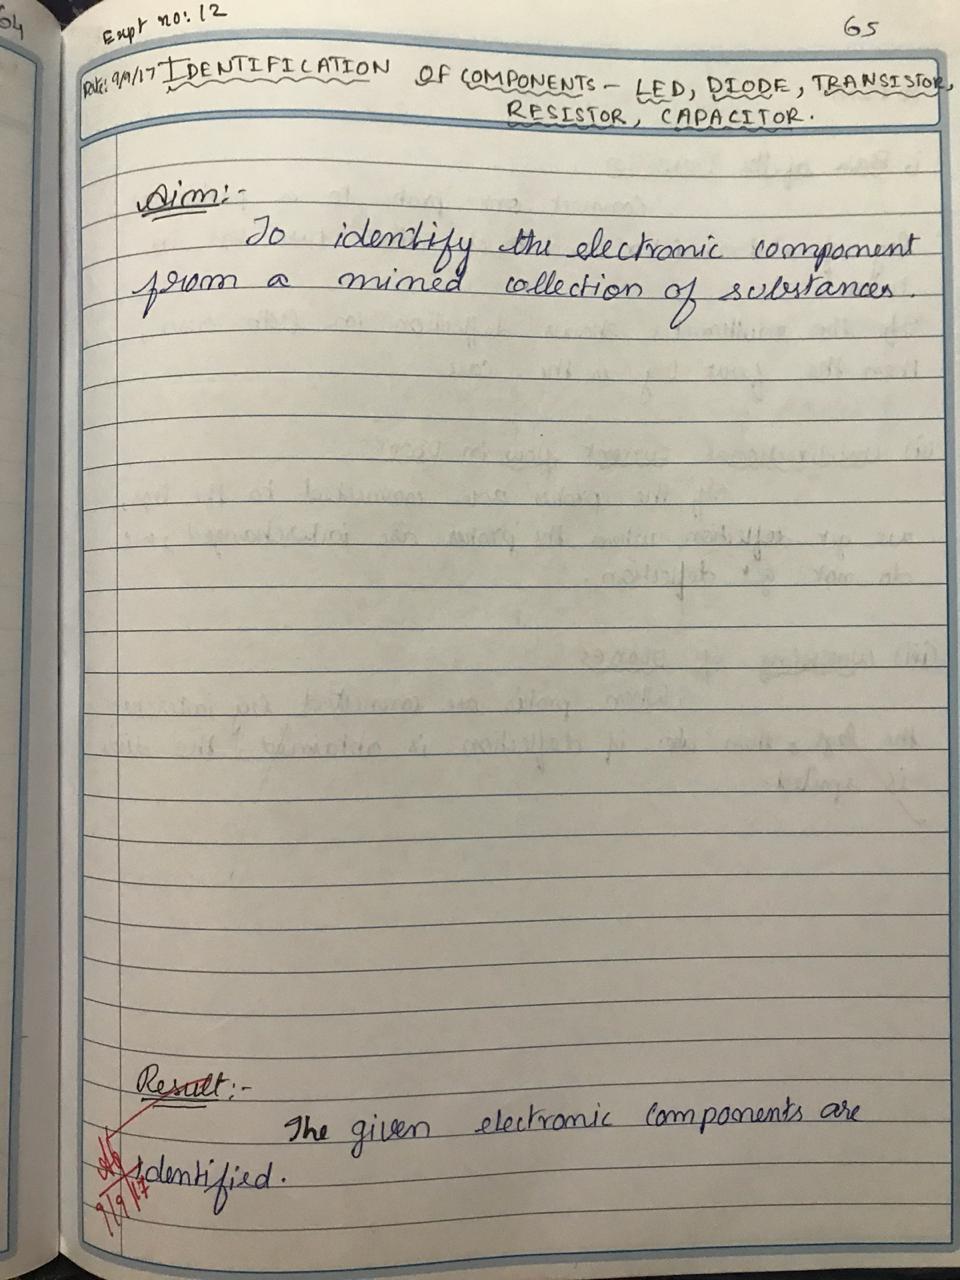 64
Expt no: 12
65
Date: 9/9/17 IDENTIFICATION OF COMPONENTS - LED, DIODE, TRANSISTOR,
RESISTOR, CAPACITOR.
Aim:-
To identify the electronic component
from a mixed collection of substances.
Result:-
The given electronic components are
identified.
9/9/17